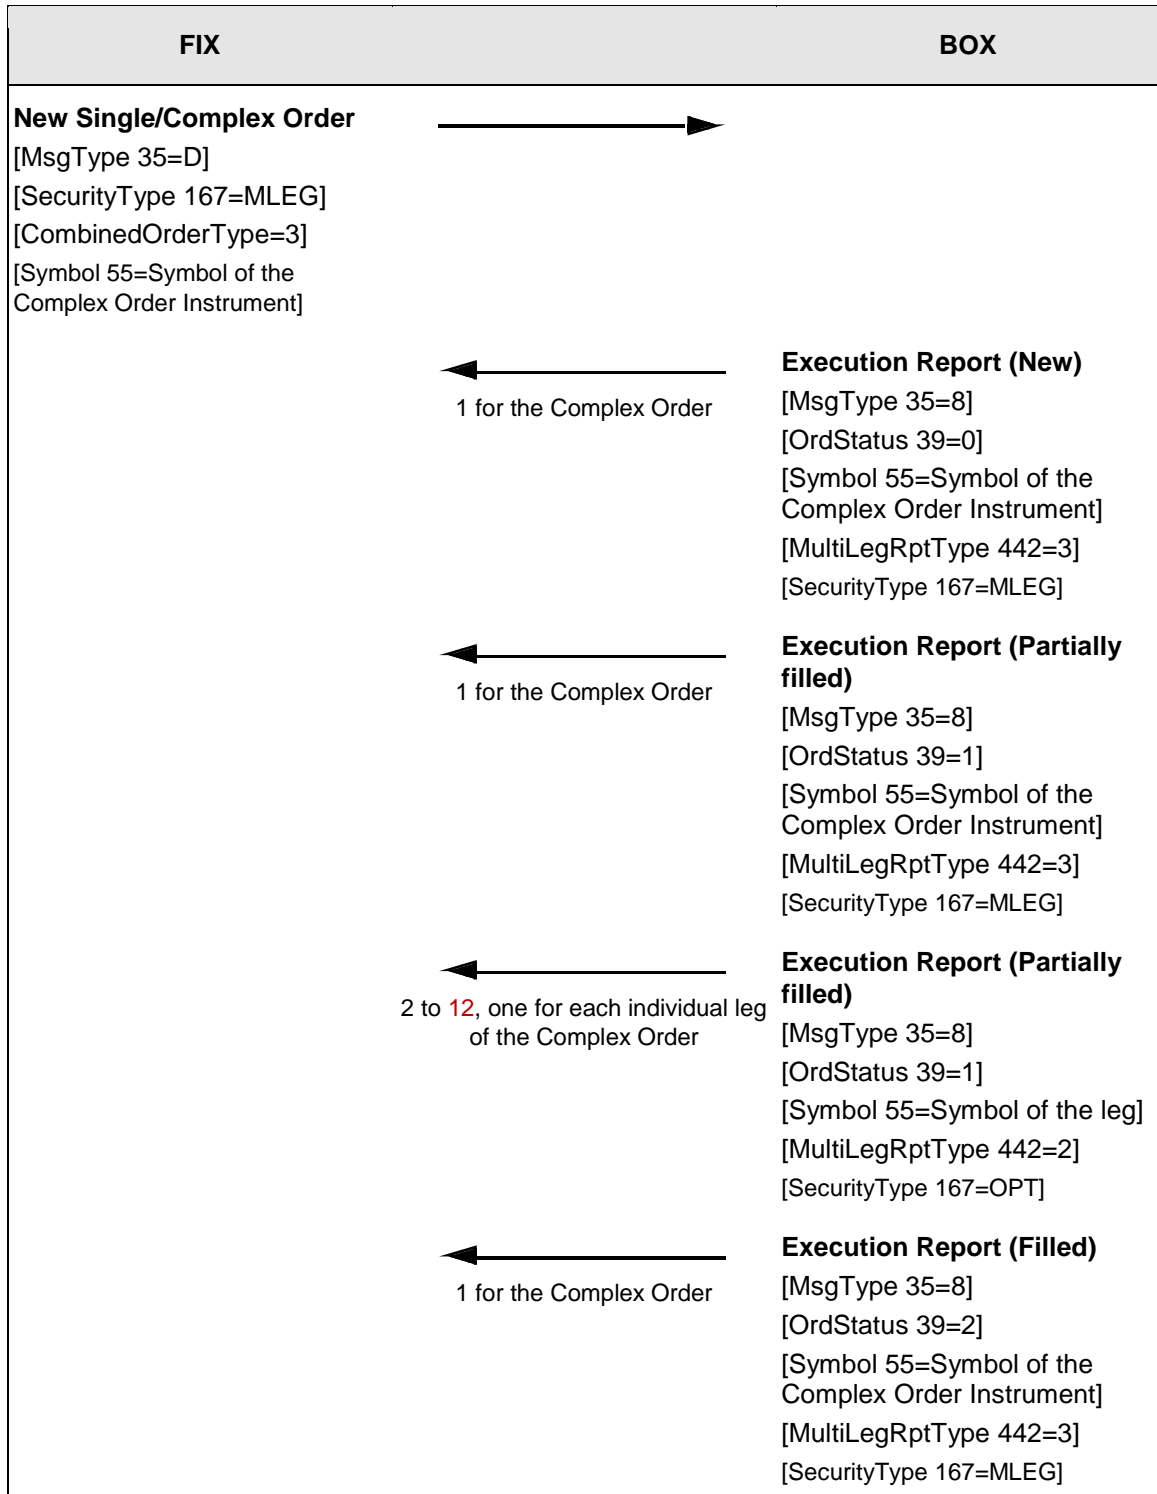 FIX
BOX
New Single/Complex Order
[MsgType 35=D]
[SecurityType 167=MLEG]
[CombinedOrderType=3]
[Symbol 55=Symbol of the
Complex Order Instrument]
Execution Report (New)
1 for the Complex Order
[MsgType 35=8]
[OrdStatus 39=0]
[Symbol 55=Symbol of the
Complex Order Instrument]
[MultiLegRptType 442=3]
[SecurityType 167=MLEG]
Execution Report (Partially
filled)
1 for the Complex Order
[MsgType 35=8]
[OrdStatus 39=1]
[Symbol 55=Symbol of the
Complex Order Instrument]
[MultiLegRptType 442=3]
[SecurityType 167=MLEG]
Execution Report (Partially
filled)
2 to 12, one for each individual leg
of the Complex Order
[MsgType 35=8]
[OrdStatus 39=1]
[Symbol 55=Symbol of the leg]
[MultiLegRptType 442=2]
[SecurityType 167=OPT]
Execution Report (Filled)
1 for the Complex Order
[MsgType 35=8]
[OrdStatus 39=2]
[Symbol 55=Symbol of the
Complex Order Instrument]
[MultiLegRptType 442=3]
[SecurityType 167=MLEG]